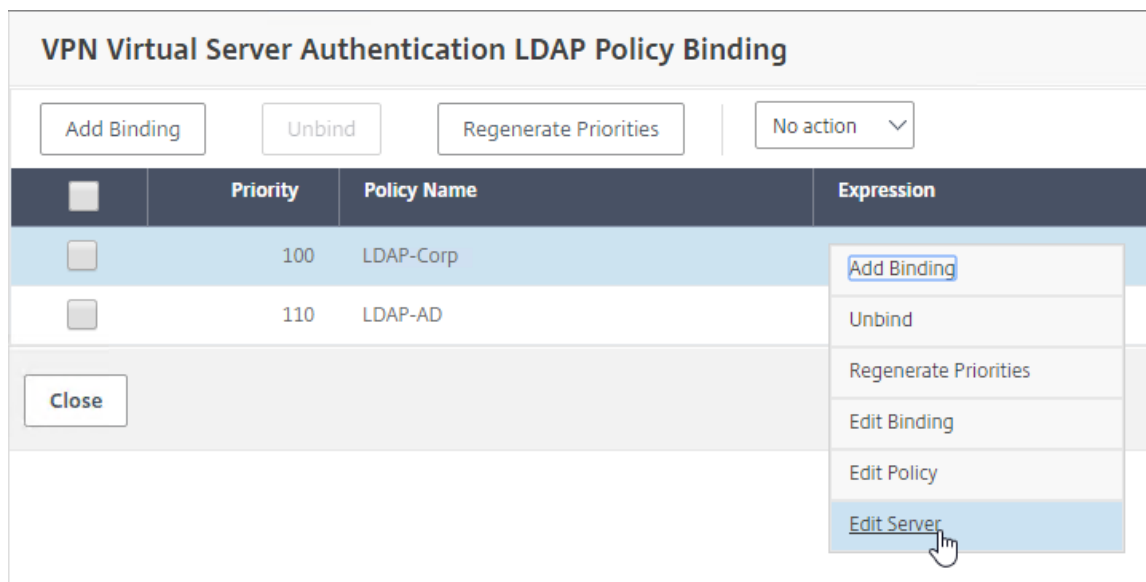 VPN Virtual Server Authentication LDAP Policy Binding
Add Binding Unbind Regenerate Priorities No action
Priority Policy Name Expression
100 LDAP-Corp
Add Binding
110 LDAP-AD
Unbind
Regenerate Priorities
Close
Edit Binding
Edit Policy
Edit Server